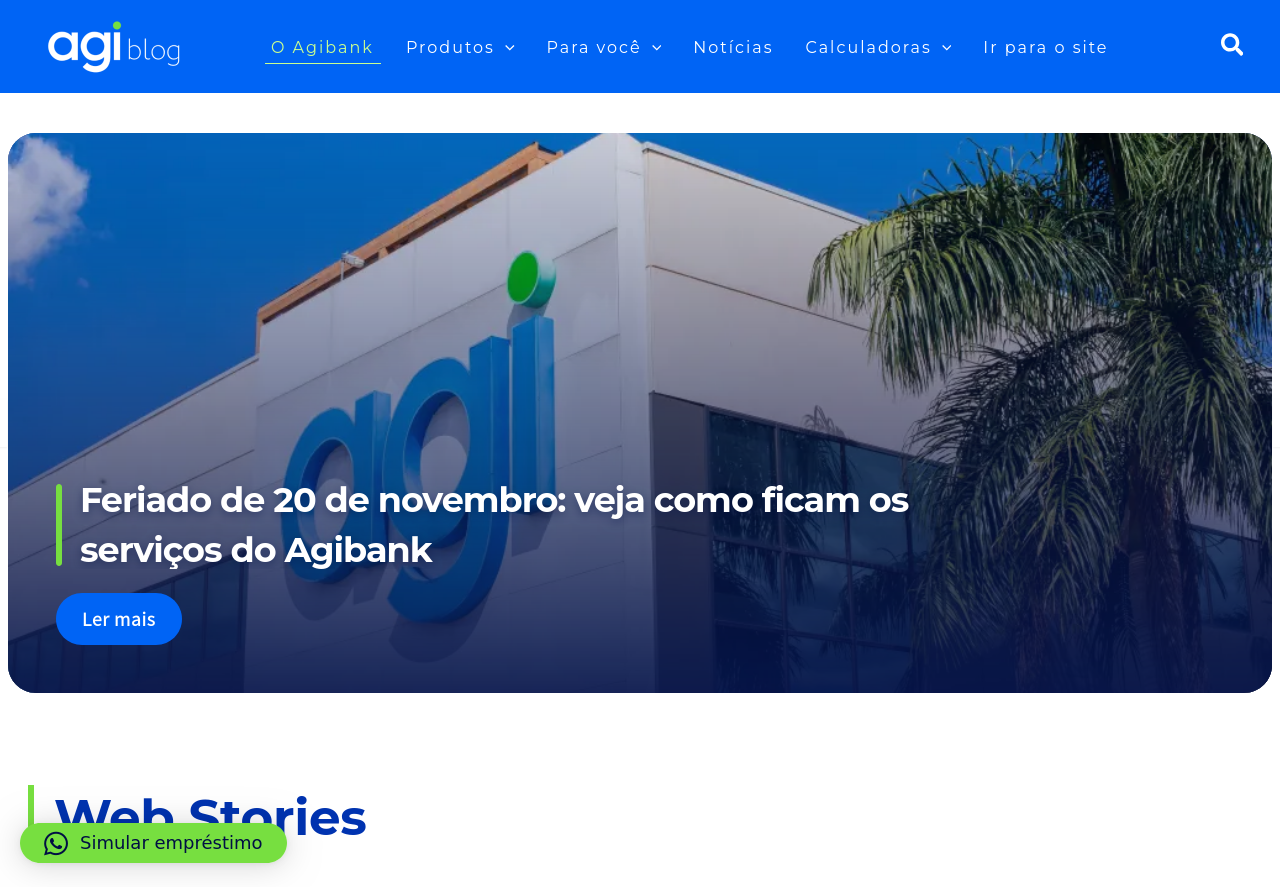 agi blog
O Agibank
Produtos
Para você
Notícias
Calculadoras
Ir para o site
agi
Feriado de 20 de novembro: veja como ficam os
serviços do Agibank
Ler mais
Web Stories
Simular empréstimo